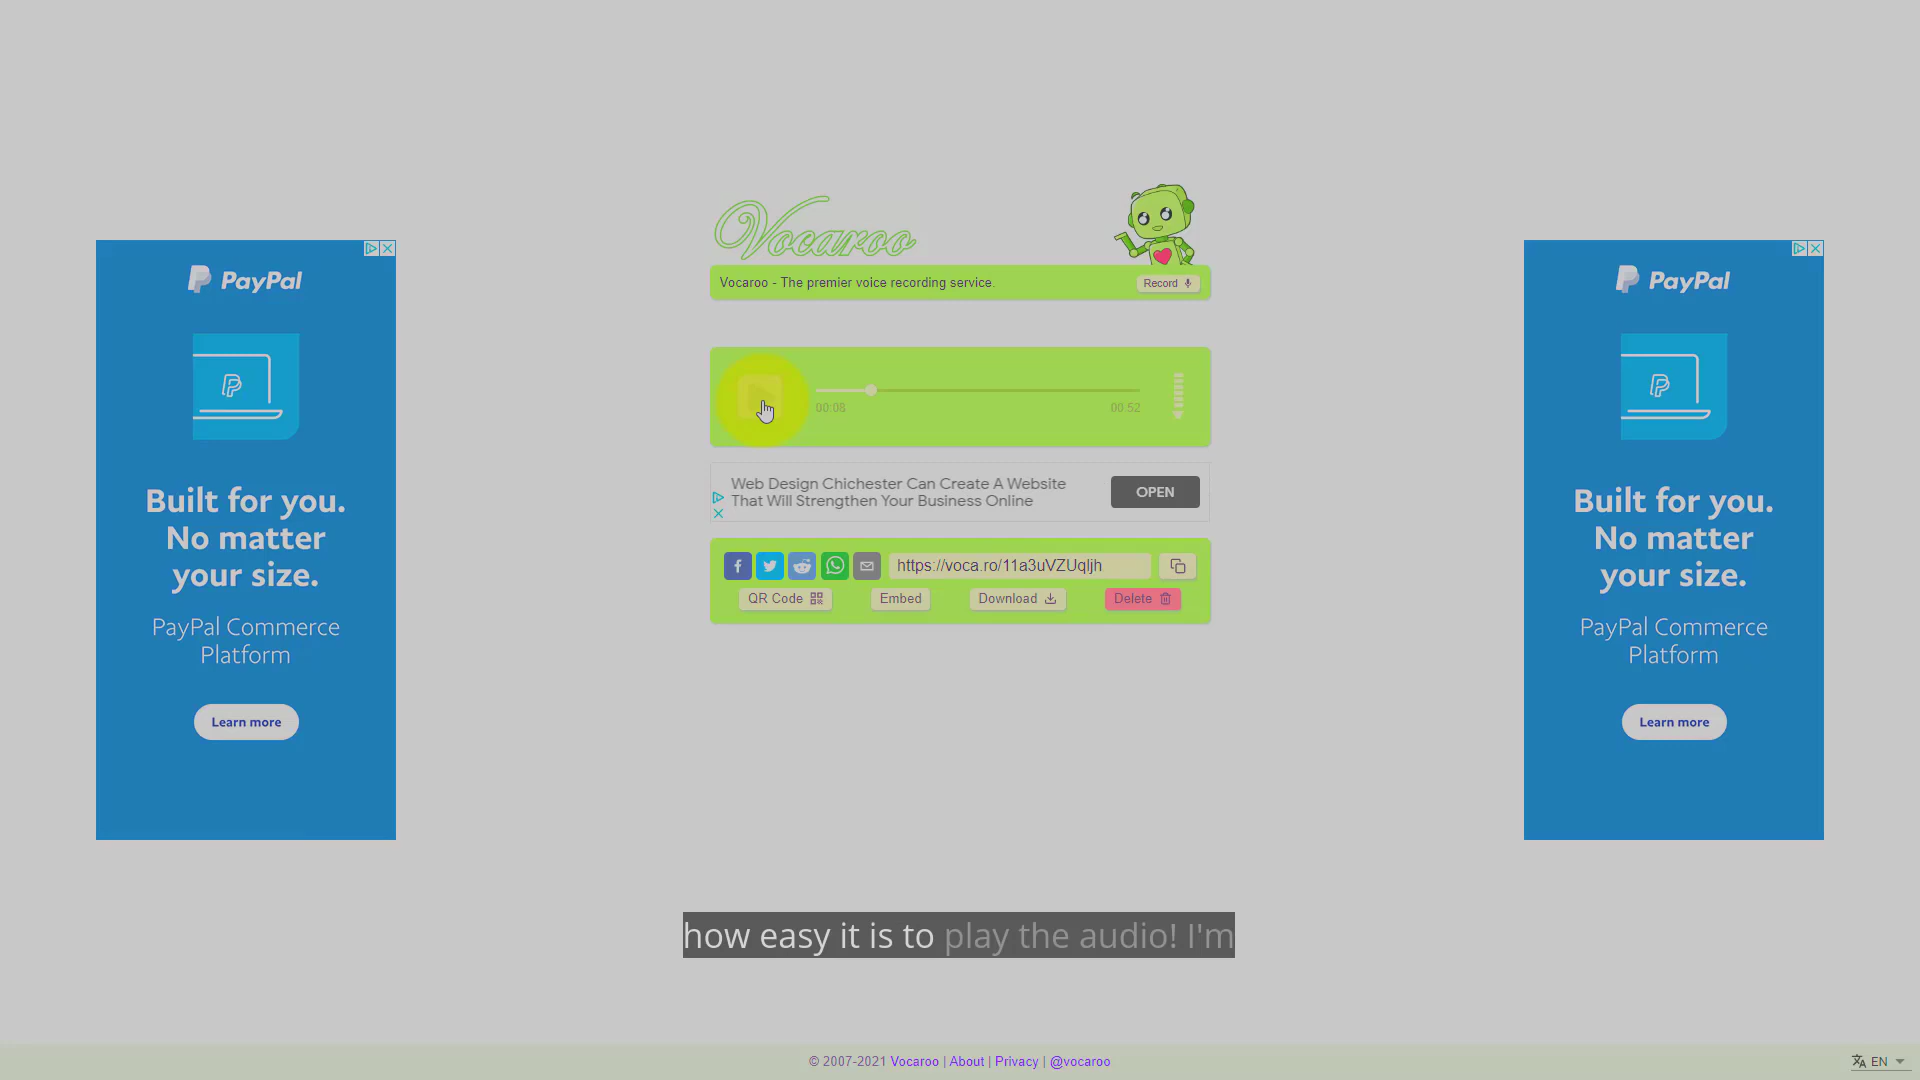 Vocaroo
Vocaroo - The premier voice recording service.
Record
00:08
00:52
Web Design Chichester Can Create A Website
That Will Strengthen Your Business Online
OPEN
https://voca.ro/11a3uVZUqljh
QR Code
Embed
Download
Delete
PayPal
Built for you.
No matter
your size.
PayPal Commerce
Platform
Learn more
PayPal
Built for you.
No matter
your size.
PayPal Commerce
Platform
Learn more
how easy it is to play the audio! I'm
© 2007-2021 Vocaroo | About | Privacy | @vocaroo
EN